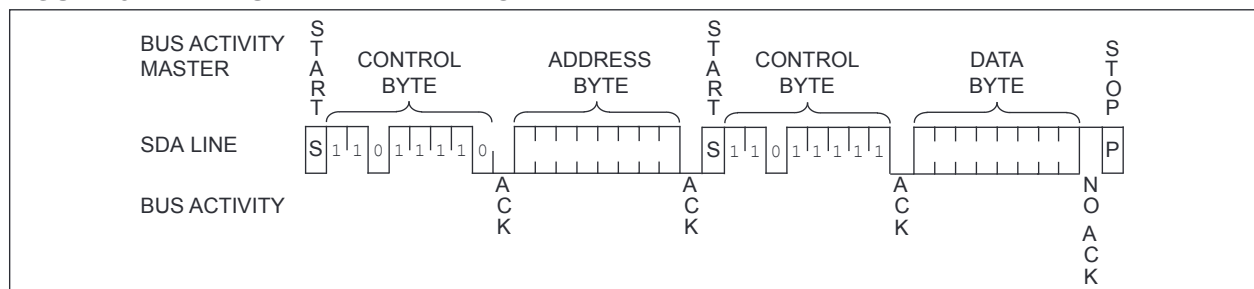 BUS ACTIVITY
MASTER
START
CONTROL
BYTE
ADDRESS
BYTE
START
CONTROL
BYTE
DATA
BYTE
STOP
SDA LINE
S 1 1 0 1 1 1 1 0
S 1 1 0 1 1 1 1 1
P
BUS ACTIVITY
ACK
ACK
ACK
NO ACK